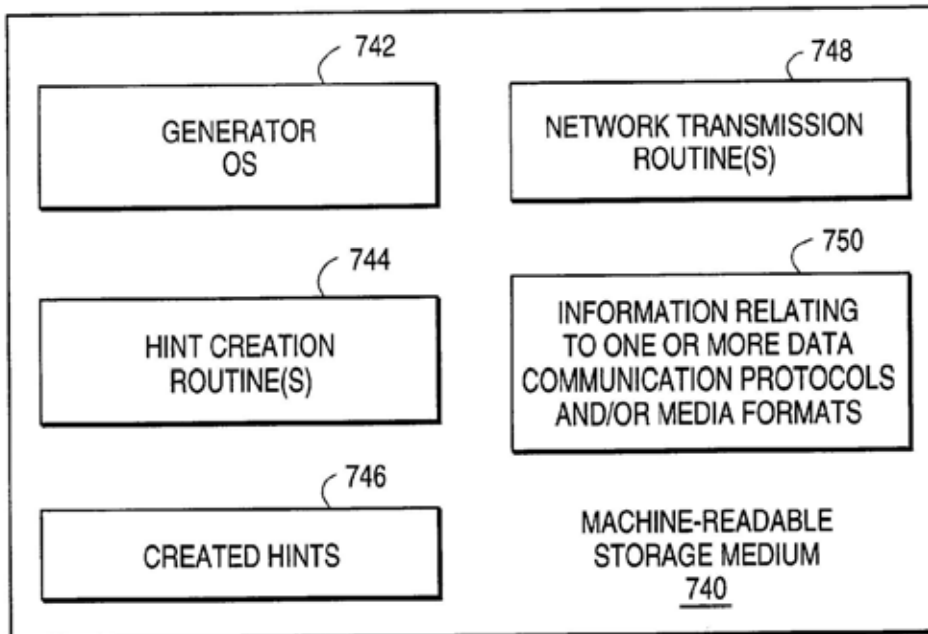 742
GENERATOR
OS
748
NETWORK TRANSMISSION
ROUTINE(S)
744
HINT CREATION
ROUTINE(S)
750
INFORMATION RELATING
TO ONE OR MORE DATA
COMMUNICATION PROTOCOLS
AND/OR MEDIA FORMATS
746
CREATED HINTS
MACHINE-READABLE
STORAGE MEDIUM
740